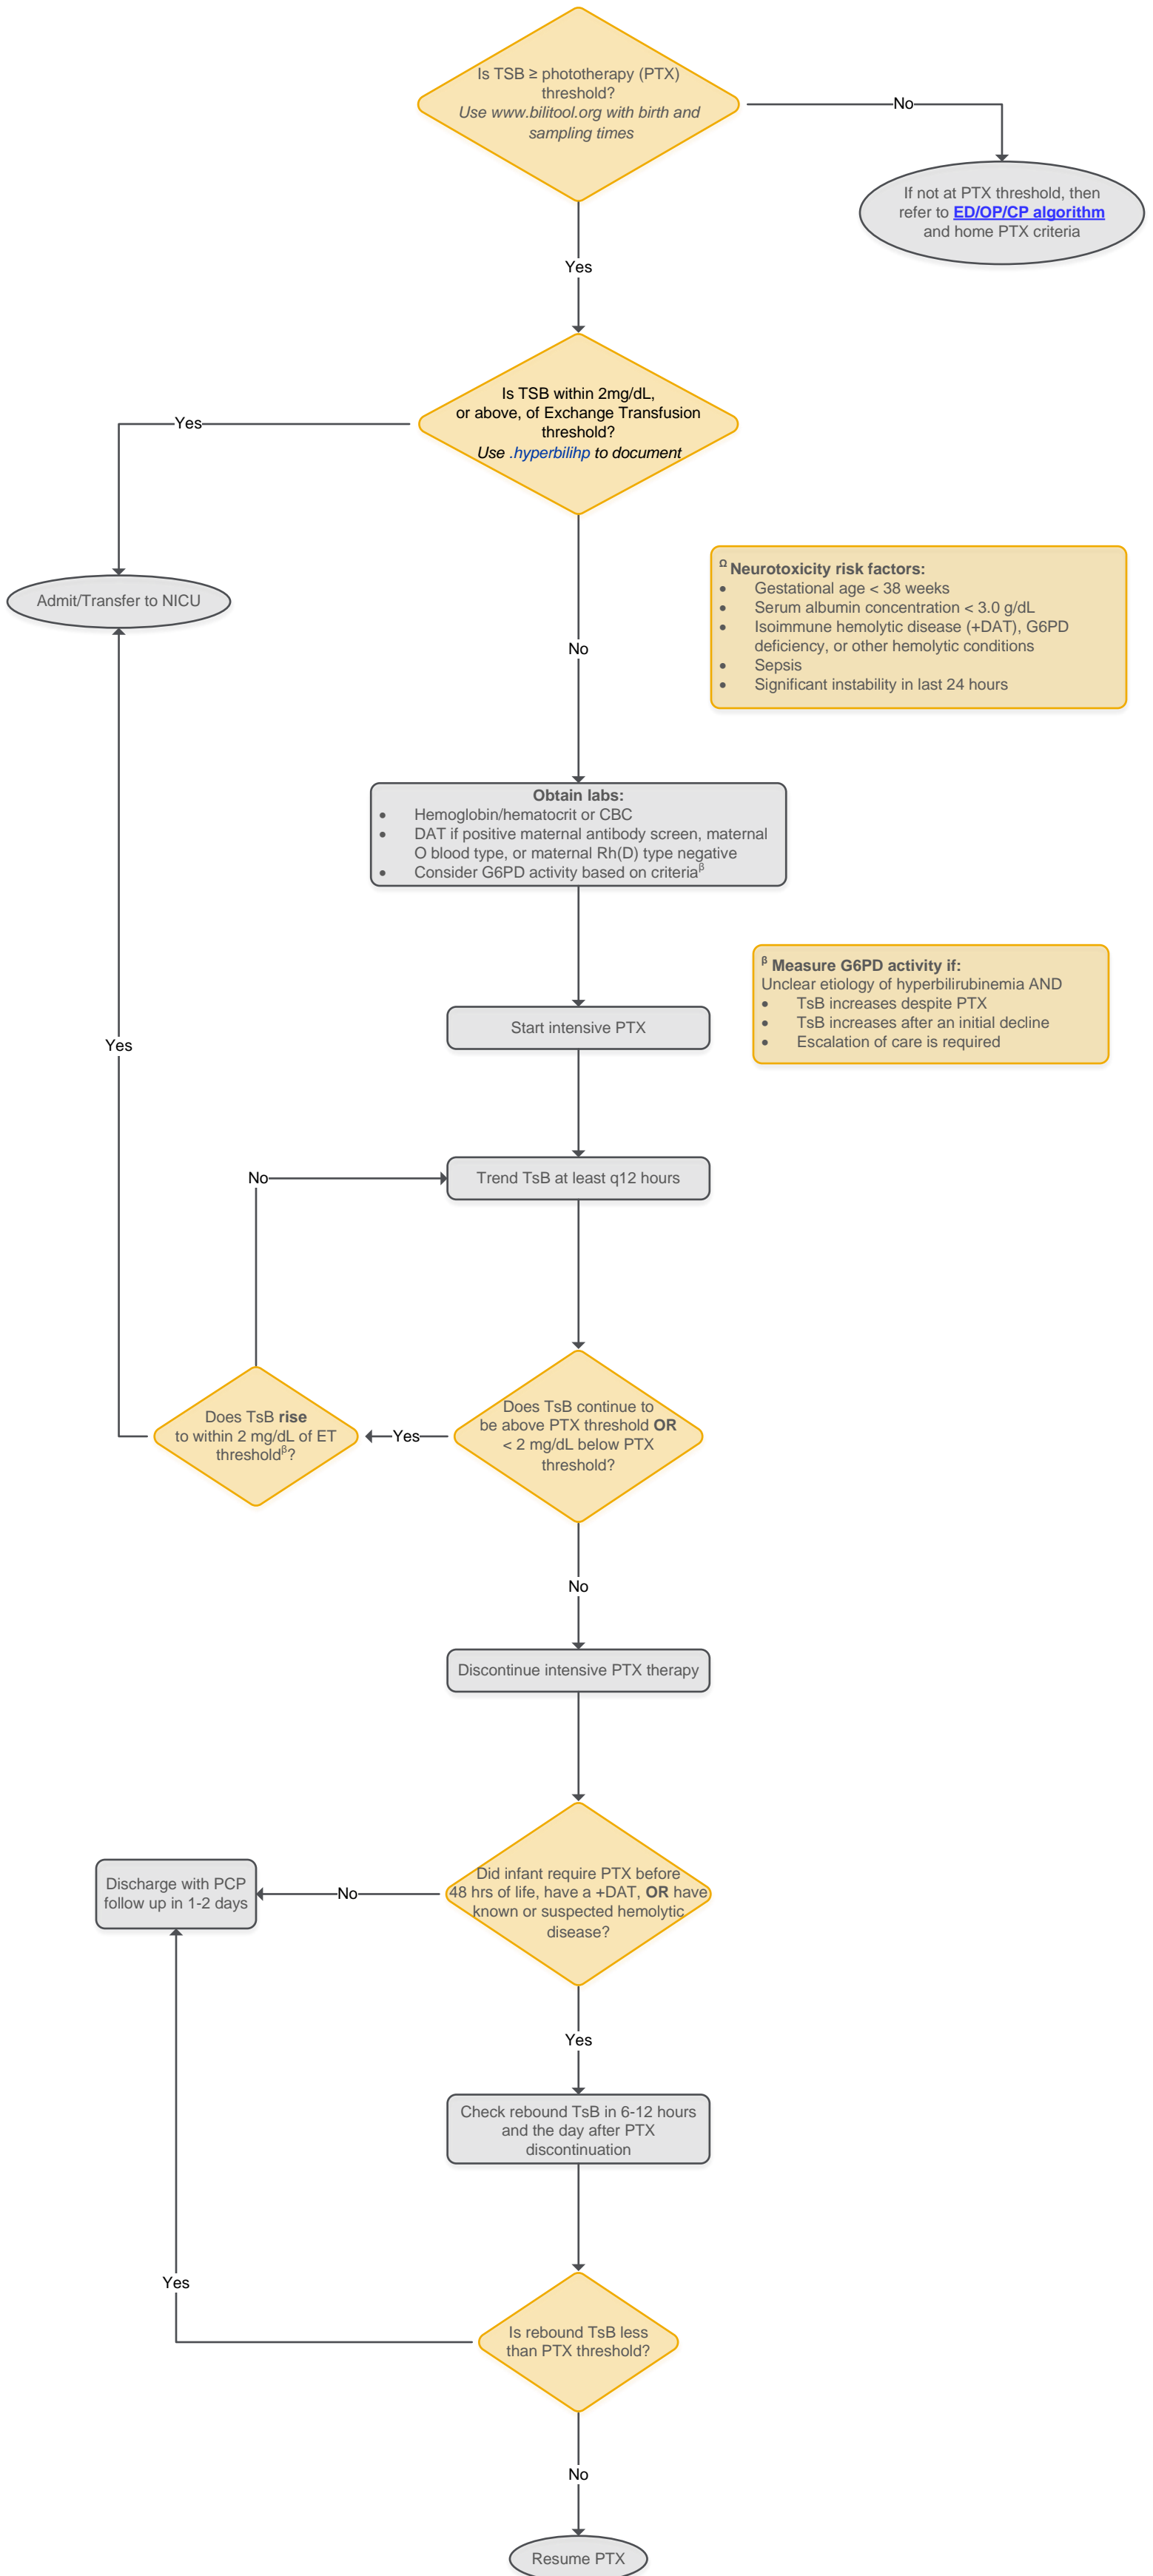 Is TSB ≥ phototherapy (PTX)
threshold?
Use www.bilitool.org with birth and
sampling times
No
If not at PTX threshold, then
refer to ED/OP/CP algorithm
and home PTX criteria
Yes
Is TSB within 2mg/dL,
or above, of Exchange Transfusion
threshold?
Use .hyperbilihp to document
Yes
Admit/Transfer to NICU
Ω Neurotoxicity risk factors:
• Gestational age < 38 weeks
• Serum albumin concentration < 3.0 g/dL
• Isoimmune hemolytic disease (+DAT), G6PD
deficiency, or other hemolytic conditions
• Sepsis
• Significant instability in last 24 hours
No
Obtain labs:
• Hemoglobin/hematocrit or CBC
• DAT if positive maternal antibody screen, maternal
O blood type, or maternal Rh(D) type negative
• Consider G6PD activity based on criteriaβ
β Measure G6PD activity if:
Unclear etiology of hyperbilirubinemia AND
• TsB increases despite PTX
• TsB increases after an initial decline
• Escalation of care is required
Start intensive PTX
Yes
No
Trend TsB at least q12 hours
Does TsB rise
to within 2 mg/dL of ET
thresholdβ?
Yes
Does TsB continue to
be above PTX threshold OR
< 2 mg/dL below PTX
threshold?
No
Discontinue intensive PTX therapy
Did infant require PTX before
48 hrs of life, have a +DAT, OR have
known or suspected hemolytic
disease?
No
Discharge with PCP
follow up in 1-2 days
Yes
Check rebound TsB in 6-12 hours
and the day after PTX
discontinuation
Yes
Is rebound TsB less
than PTX threshold?
No
Resume PTX